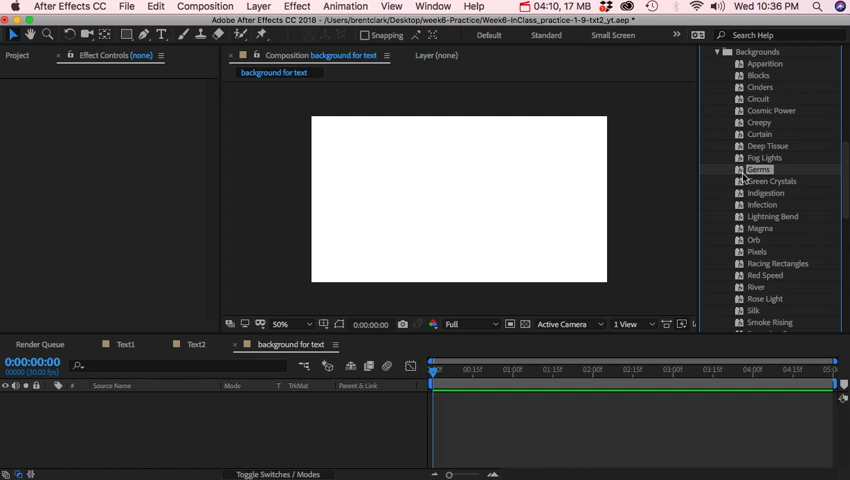 After Effects CC File Edit Composition Layer Effect Animation View Window Help 04:10, 17 MB Wed 10:36 PM
Adobe After Effects CC 2018 - /Users/brentclark/Desktop/week6-Practice/Week6-InClass_practice-1-9-txt2_yt.aep *
Snapping Default Standard Small Screen Search Help
Project Effect Controls (none) Composition background for text Layer (none)
background for text
Backgrounds
Apparition
Blocks
Cinders
Circuit
Cosmic Power
Creepy
Curtain
Deep Tissue
Fog Lights
Germs
Green Crystals
Indigestion
Infection
Lightning Bend
Magma
Orb
Pixels
Racing Rectangles
Red Speed
River
Rose Light
Silk
Smoke Rising
50% 0:00:00:00 Full Active Camera 1 View
Render Queue Text1 Text2 background for text
0:00:00:00
00000 (30.00 fps)
00:15f 01:00f 01:15f 02:00f 02:15f 03:00f 03:15f 04:00f 04:15f
# Source Name Mode T TrkMat Parent & Link
Toggle Switches / Modes